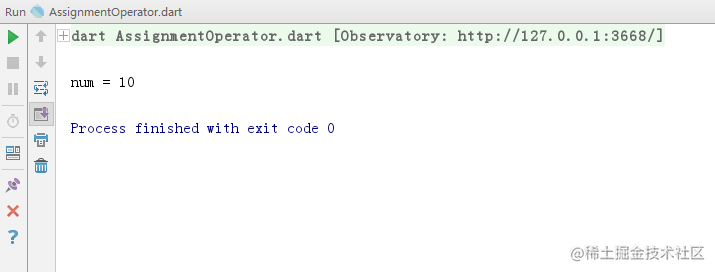 Run AssignmentOperator.dart
dart AssignmentOperator.dart [Observatory: http://127.0.0.1:3668/]
num = 10
Process finished with exit code 0
@稀土掘金技术社区